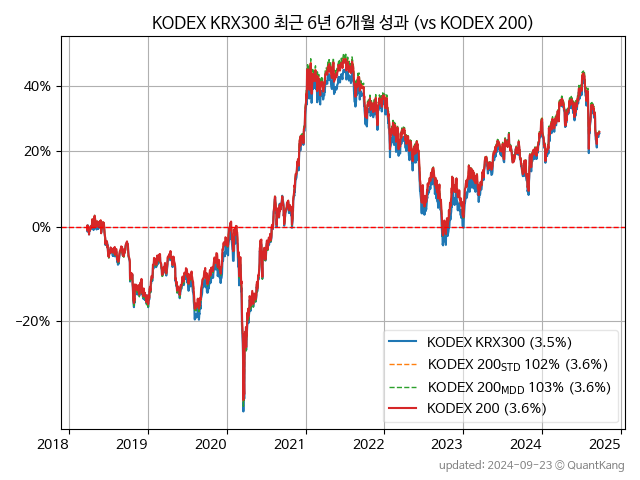 KODEX KRX300 최근 6년 6개월 성과 (vs KODEX 200)
40%
20%
0%
−20%
KODEX KRX300 (3.5%)
KODEX 200STD 102% (3.6%)
KODEX 200MDD 103% (3.6%)
KODEX 200 (3.6%)
2018 2019 2020 2021 2022 2023 2024 2025
updated: 2024-09-23 © QuantKang